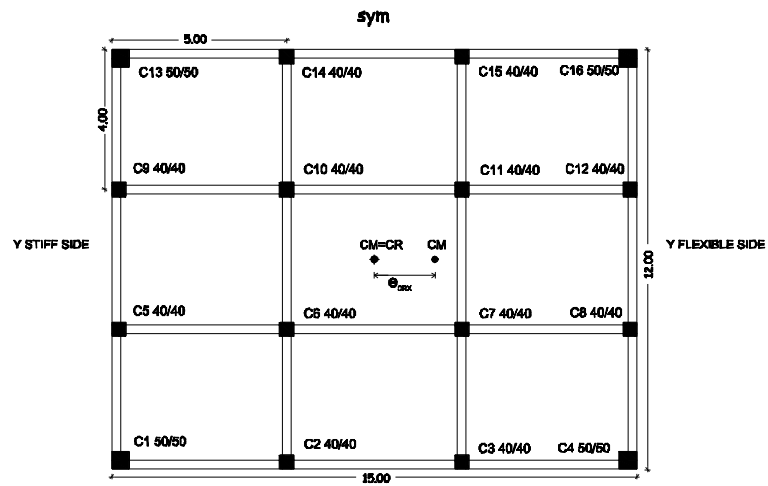 sym
5.00
C13 50/50 C14 40/40 C15 40/40 C16 50/50
4.00
C9 40/40 C10 40/40 C11 40/40 C12 40/40
Y STIFF SIDE CM=CR CM Y FLEXIBLE SIDE
12.00
C5 40/40 C6 40/40 C7 40/40 C8 40/40
C1 50/50 C2 40/40 C3 40/40 C4 50/50
15.00